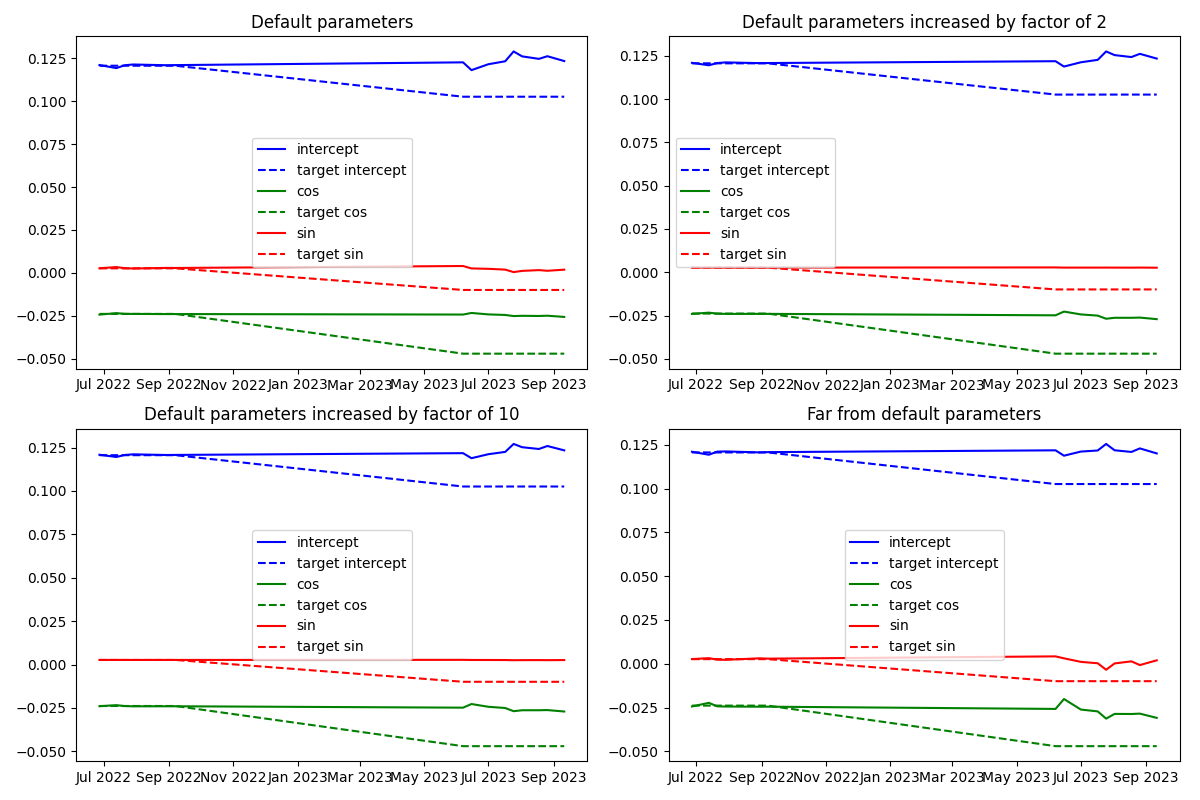 Default parameters
0.125
0.100
0.075
0.050
0.025
0.000
−0.025
−0.050
intercept
target intercept
cos
target cos
sin
target sin
Jul 2022 Sep 2022 Nov 2022 Jan 2023 Mar 2023 May 2023 Jul 2023 Sep 2023
Default parameters increased by factor of 2
0.125
0.100
0.075
0.050
0.025
0.000
−0.025
−0.050
intercept
target intercept
cos
target cos
sin
target sin
Jul 2022 Sep 2022 Nov 2022 Jan 2023 Mar 2023 May 2023 Jul 2023 Sep 2023
Default parameters increased by factor of 10
0.125
0.100
0.075
0.050
0.025
0.000
−0.025
−0.050
intercept
target intercept
cos
target cos
sin
target sin
Jul 2022 Sep 2022 Nov 2022 Jan 2023 Mar 2023 May 2023 Jul 2023 Sep 2023
Far from default parameters
0.125
0.100
0.075
0.050
0.025
0.000
−0.025
−0.050
intercept
target intercept
cos
target cos
sin
target sin
Jul 2022 Sep 2022 Nov 2022 Jan 2023 Mar 2023 May 2023 Jul 2023 Sep 2023